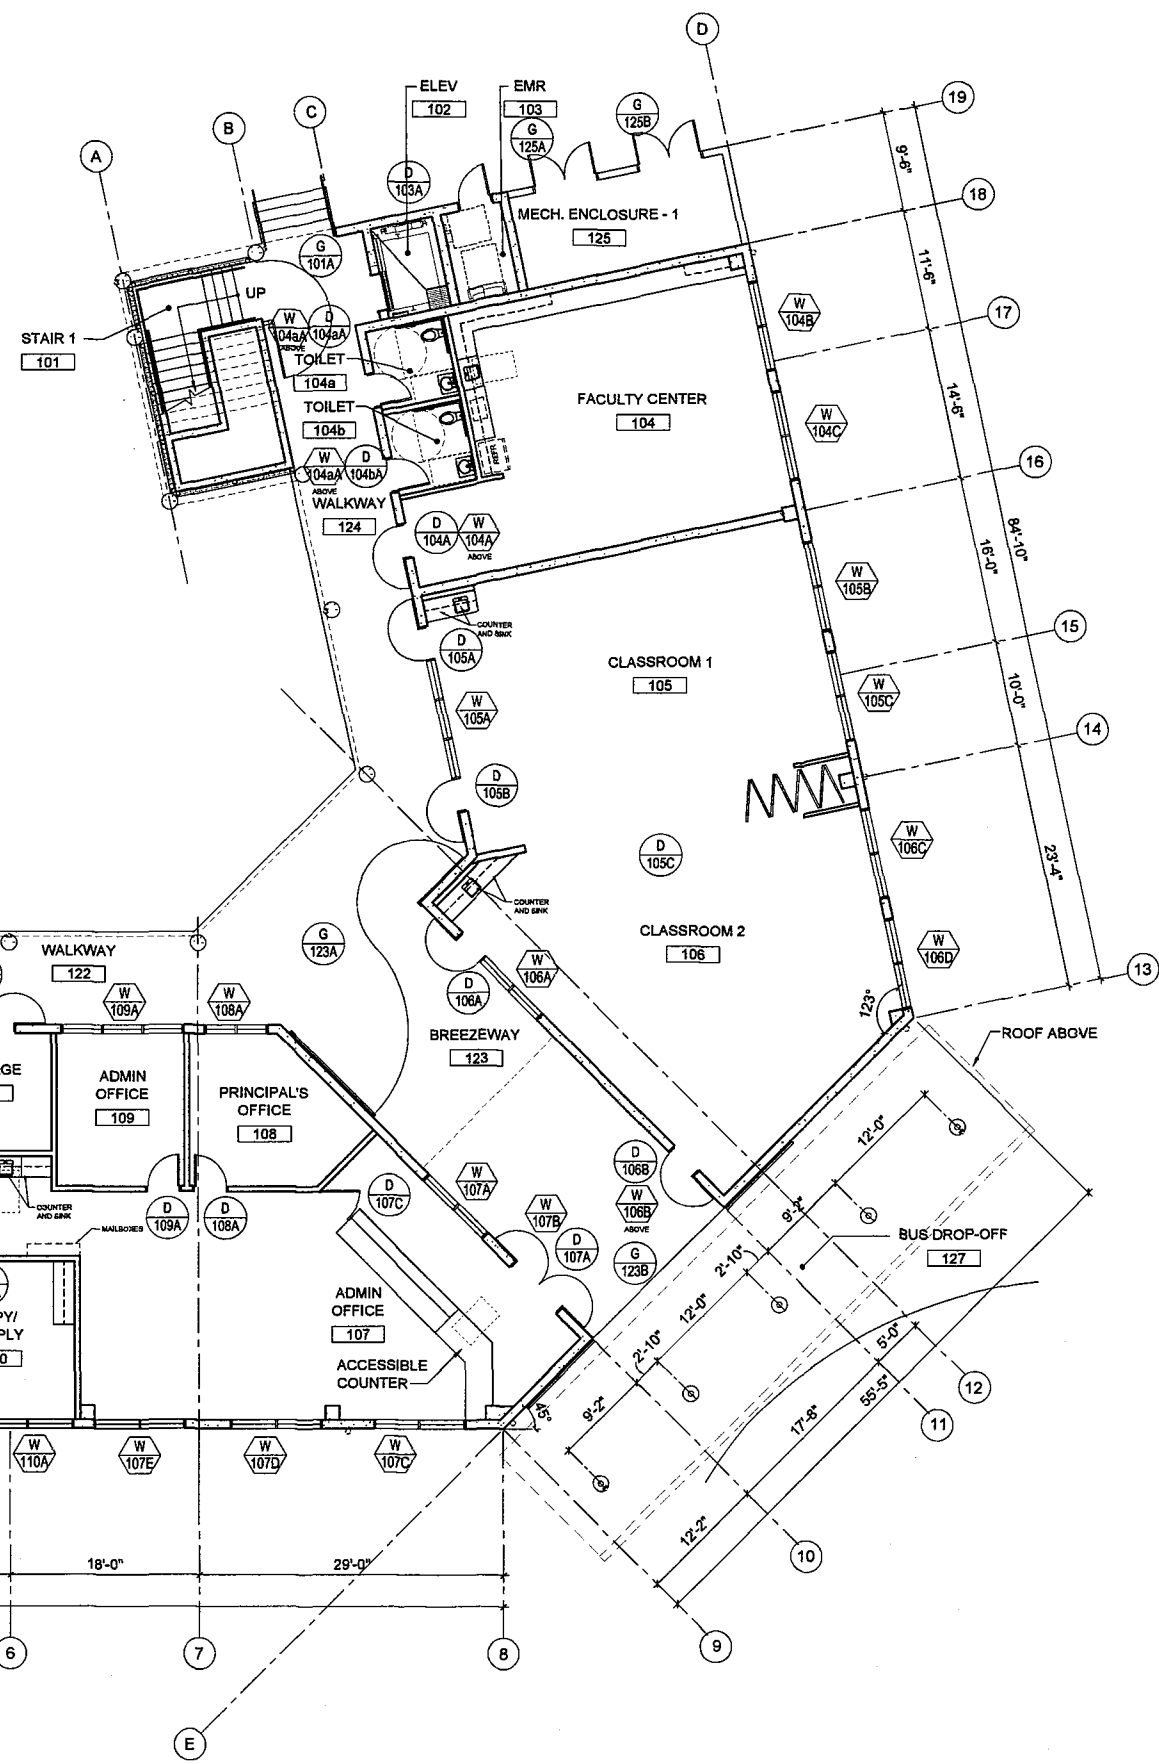 D
19
ELEV
102
EMR
103
C
B
A
G
125B
G
125A
D
103A
9'-6"
18
MECH. ENCLOSURE - 1
125
G
101A
11'-6"
UP
W
104B
17
STAIR 1
101
W
104aA
ABOVE
D
104aA
TOILET
104a
14'-6"
FACULTY CENTER
104
TOILET
104b
W
104C
REFR.
16
W
104aA
ABOVE
D
104bA
WALKWAY
124
D
104A
W
104A
ABOVE
84'-10"
16'-0"
W
105B
COUNTER
AND SINK
15
D
105A
CLASSROOM 1
105
W
105C
10'-0"
W
105A
14
D
105B
W
106C
D
105C
23'-4"
COUNTER
AND SINK
CLASSROOM 2
106
G
123A
W
106D
WALKWAY
122
W
106A
13
W
109A
W
108A
D
106A
123°
BREEZEWAY
123
ROOF ABOVE
GE
ADMIN
OFFICE
109
PRINCIPAL'S
OFFICE
108
12'-0"
D
106B
W
107A
D
107C
COUNTER
AND SINK
D
109A
D
108A
W
106B
ABOVE
W
107B
9'-2"
MAILBOXES
D
107A
G
123B
BUS DROP-OFF
127
2'-10"
ADMIN
OFFICE
107
12'-0"
PY/
PLY
0
5'-0"
ACCESSIBLE
COUNTER
2'-10"
12
55'-5"
9'-2"
45°
17'-8"
11
W
110A
W
107E
W
107D
W
107C
12'-2"
10
18'-0"
29'-0"
6
7
8
9
E